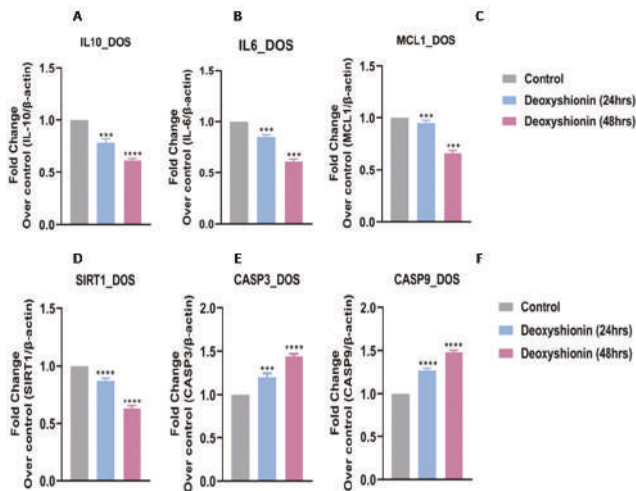 A
B
C
IL10_DOS
IL6_DOS
MCL1_DOS
Fold Change
Over control (IL-10/β-actin)
1.5
1.0
0.5
0.0
***
****
Fold Change
Over control (IL-6/β-actin)
1.5
1.0
0.5
0.0
***
***
Fold Change
Over control (MCL1/β-actin)
1.5
1.0
0.5
0.0
***
***
Control
Deoxyshionin (24hrs)
Deoxyshionin (48hrs)
D
E
F
SIRT1_DOS
CASP3_DOS
CASP9_DOS
Fold Change
Over control (SIRT1/β-actin)
1.5
1.0
0.5
0.0
****
****
Fold Change
Over control (CASP3/β-actin)
2.0
1.5
1.0
0.5
0.0
***
****
Fold Change
Over control (CASP9/β-actin)
2.0
1.5
1.0
0.5
0.0
****
****
Control
Deoxyshionin (24hrs)
Deoxyshionin (48hrs)